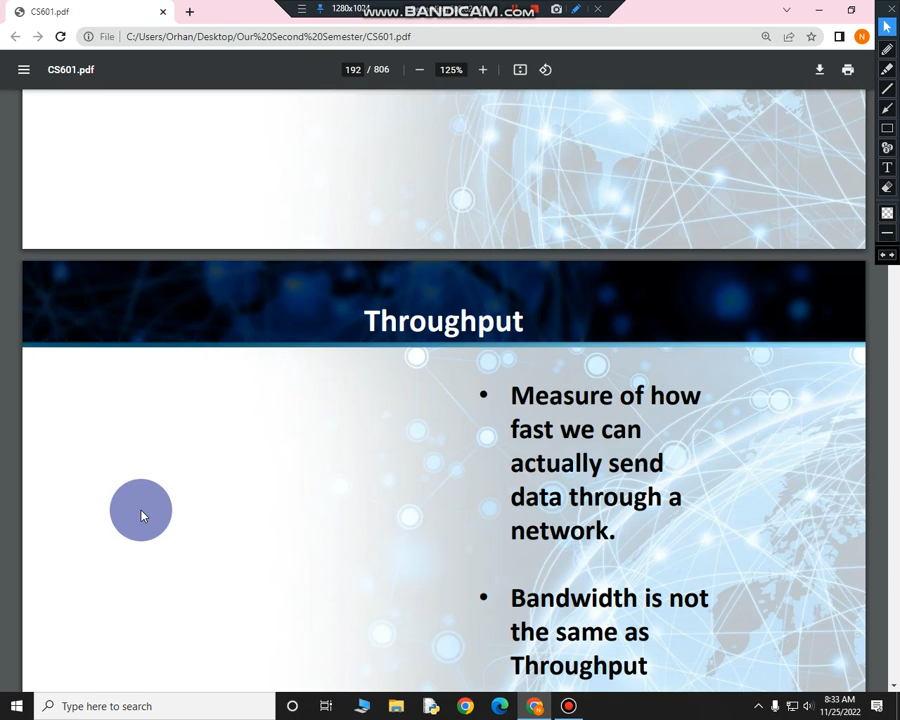 CS601.pdf
1280x1024
www.BANDICAM.com
N
File
C:/Users/Orhan/Desktop/Our%20Second%20Semester/CS601.pdf
CS601.pdf
192 / 806
125%
T
Throughput
• Measure of how
fast we can
actually send
data through a
network.
• Bandwidth is not
the same as
Throughput
Type here to search
8:33 AM
11/25/2022